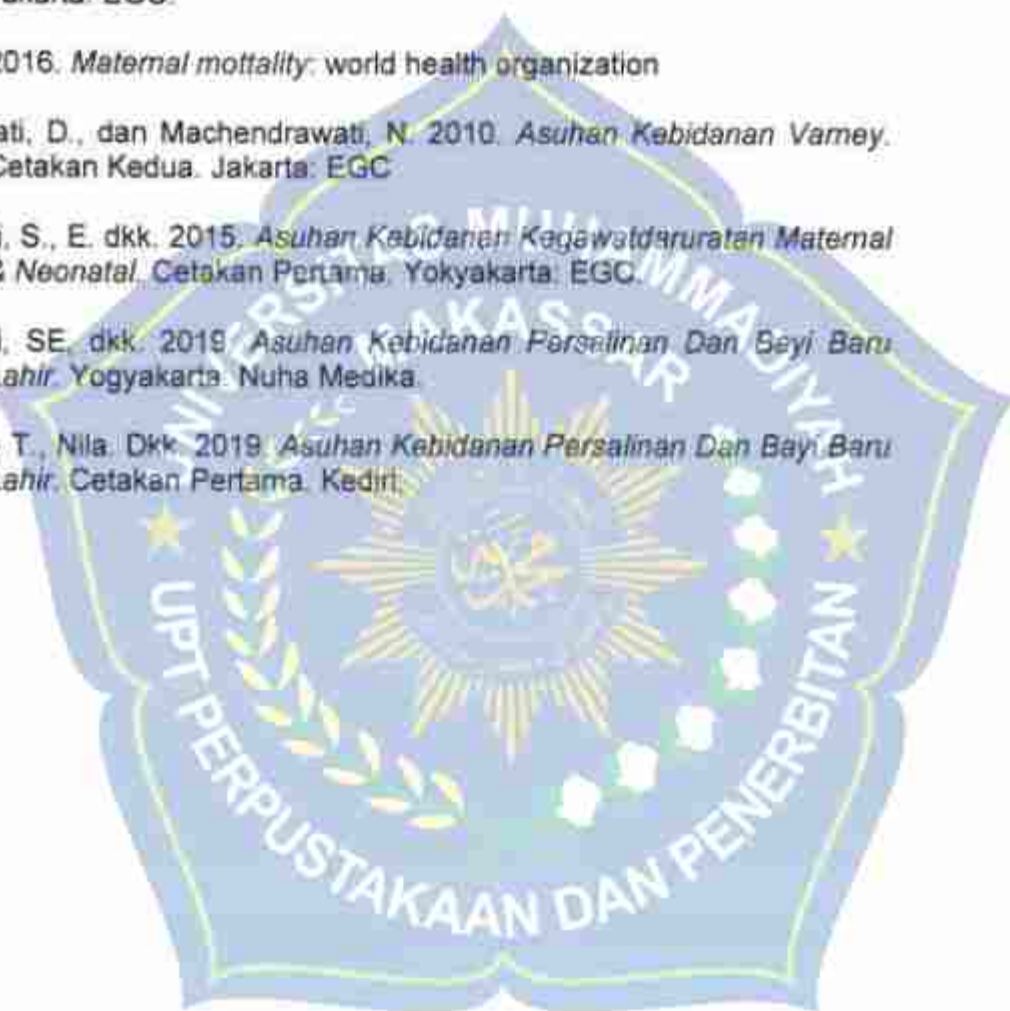 EGC.
2016. Maternal mottality: world health organization
ati, D., dan Machendrawati, N. 2010. Asuhan Kebidanan Varney.
Cetakan Kedua. Jakarta: EGC
i, S., E. dkk. 2015. Asuhan Kebidanan Kegawatdaruratan Maternal
& Neonatal. Cetakan Pertama. Yokyakarta: EGC.
i, SE, dkk. 2019. Asuhan Kebidanan Persalinan Dan Bayi Baru
ahir. Yogyakarta. Nuha Medika.
T., Nila. Dkk. 2019. Asuhan Kebidanan Persalinan Dan Bayi Baru
ahir. Cetakan Pertama. Kediri:
UNIVERSITAS MUHAMMADIYAH
MAKASSAR
UPT PERPUSTAKAAN DAN PENERBITAN